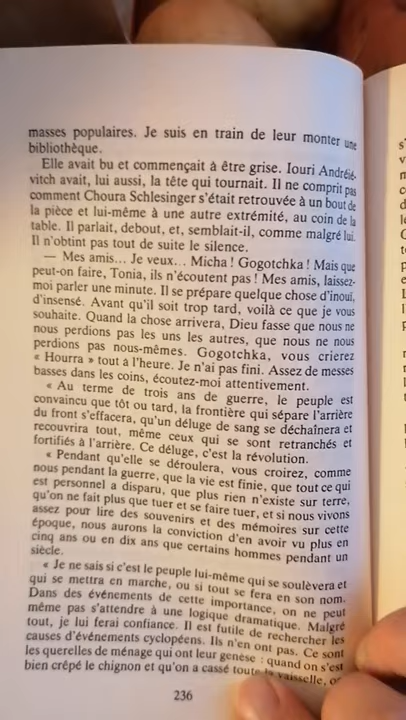 masses populaires. Je suis en train de leur monter une
bibliothèque.
Elle avait bu et commençait à être grise. Iouri Andréïé-
vitch avait, lui aussi, la tête qui tournait. Il ne comprit pas
comment Choura Schlesinger s'était retrouvée à un bout de
la pièce et lui-même à une autre extrémité, au coin de la
table. Il parlait, debout, et, semblait-il, comme malgré lui.
Il n'obtint pas tout de suite le silence.
— Mes amis... Je veux... Micha ! Gogotchka ! Mais que
peut-on faire, Tonia, ils n'écoutent pas ! Mes amis, laissez-
moi parler une minute. Il se prépare quelque chose d'inouï,
d'insensé. Avant qu'il soit trop tard, voilà ce que je vous
souhaite. Quand la chose arrivera, Dieu fasse que nous ne
nous perdions pas les uns les autres, que nous ne nous
perdions pas nous-mêmes. Gogotchka, vous crierez
« Hourra » tout à l'heure. Je n'ai pas fini. Assez de messes
basses dans les coins, écoutez-moi attentivement.
« Au terme de trois ans de guerre, le peuple est
convaincu que tôt ou tard, la frontière qui sépare l'arrière
du front s'effacera, qu'un déluge de sang se déchaînera et
recouvrira tout, même ceux qui se sont retranchés et
fortifiés à l'arrière. Ce déluge, c'est la révolution.
« Pendant qu'elle se déroulera, vous croirez, comme
nous pendant la guerre, que la vie est finie, que tout ce qui
est personnel a disparu, que plus rien n'existe sur terre,
qu'on ne fait plus que tuer et se faire tuer, et si nous vivons
assez pour lire des souvenirs et des mémoires sur cette
époque, nous aurons la conviction d'en avoir vu plus en
cinq ans ou en dix ans que certains hommes pendant un
siècle.
« Je ne sais si c'est le peuple lui-même qui se soulèvera et
qui se mettra en marche, ou si tout se fera en son nom.
Dans des événements de cette importance, on ne peut
même pas s'attendre à une logique dramatique. Malgré
tout, je lui ferai confiance. Il est futile de rechercher les
causes d'événements cyclopéens. Ils n'en ont pas. Ce sont
les querelles de ménage qui ont leur genèse : quand on s'est
bien crêpé le chignon et qu'on a cassé toute la vaisselle,
236